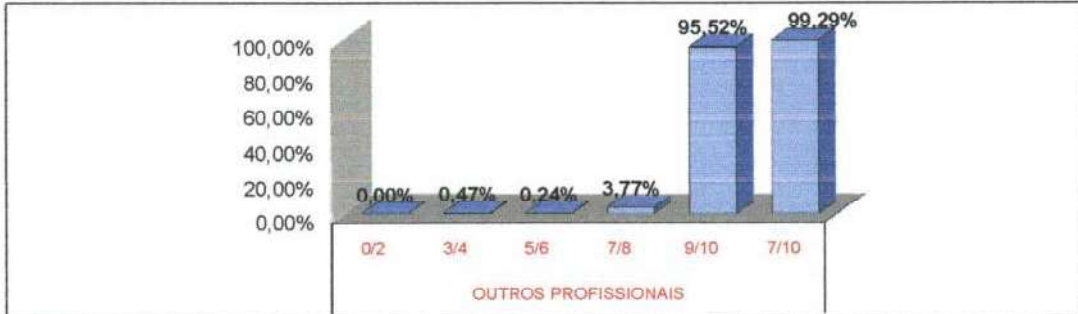 95,52% 99,29%
100,00%
80,00%
60,00%
40,00%
20,00%
0,00% 0,47% 0,24% 3,77%
0,00%
0/2 3/4 5/6 7/8 9/10 7/10
OUTROS PROFISSIONAIS